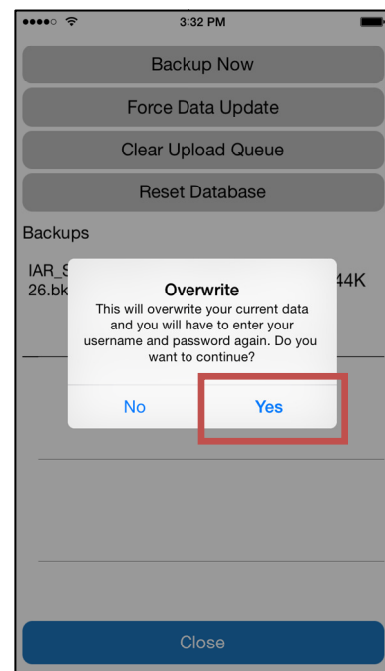 3:32 PM
Backup Now
Force Data Update
Clear Upload Queue
Reset Database
Backups
IAR_S
26.bk
44K
Overwrite
This will overwrite your current data
and you will have to enter your
username and password again. Do you
want to continue?
No Yes
Close